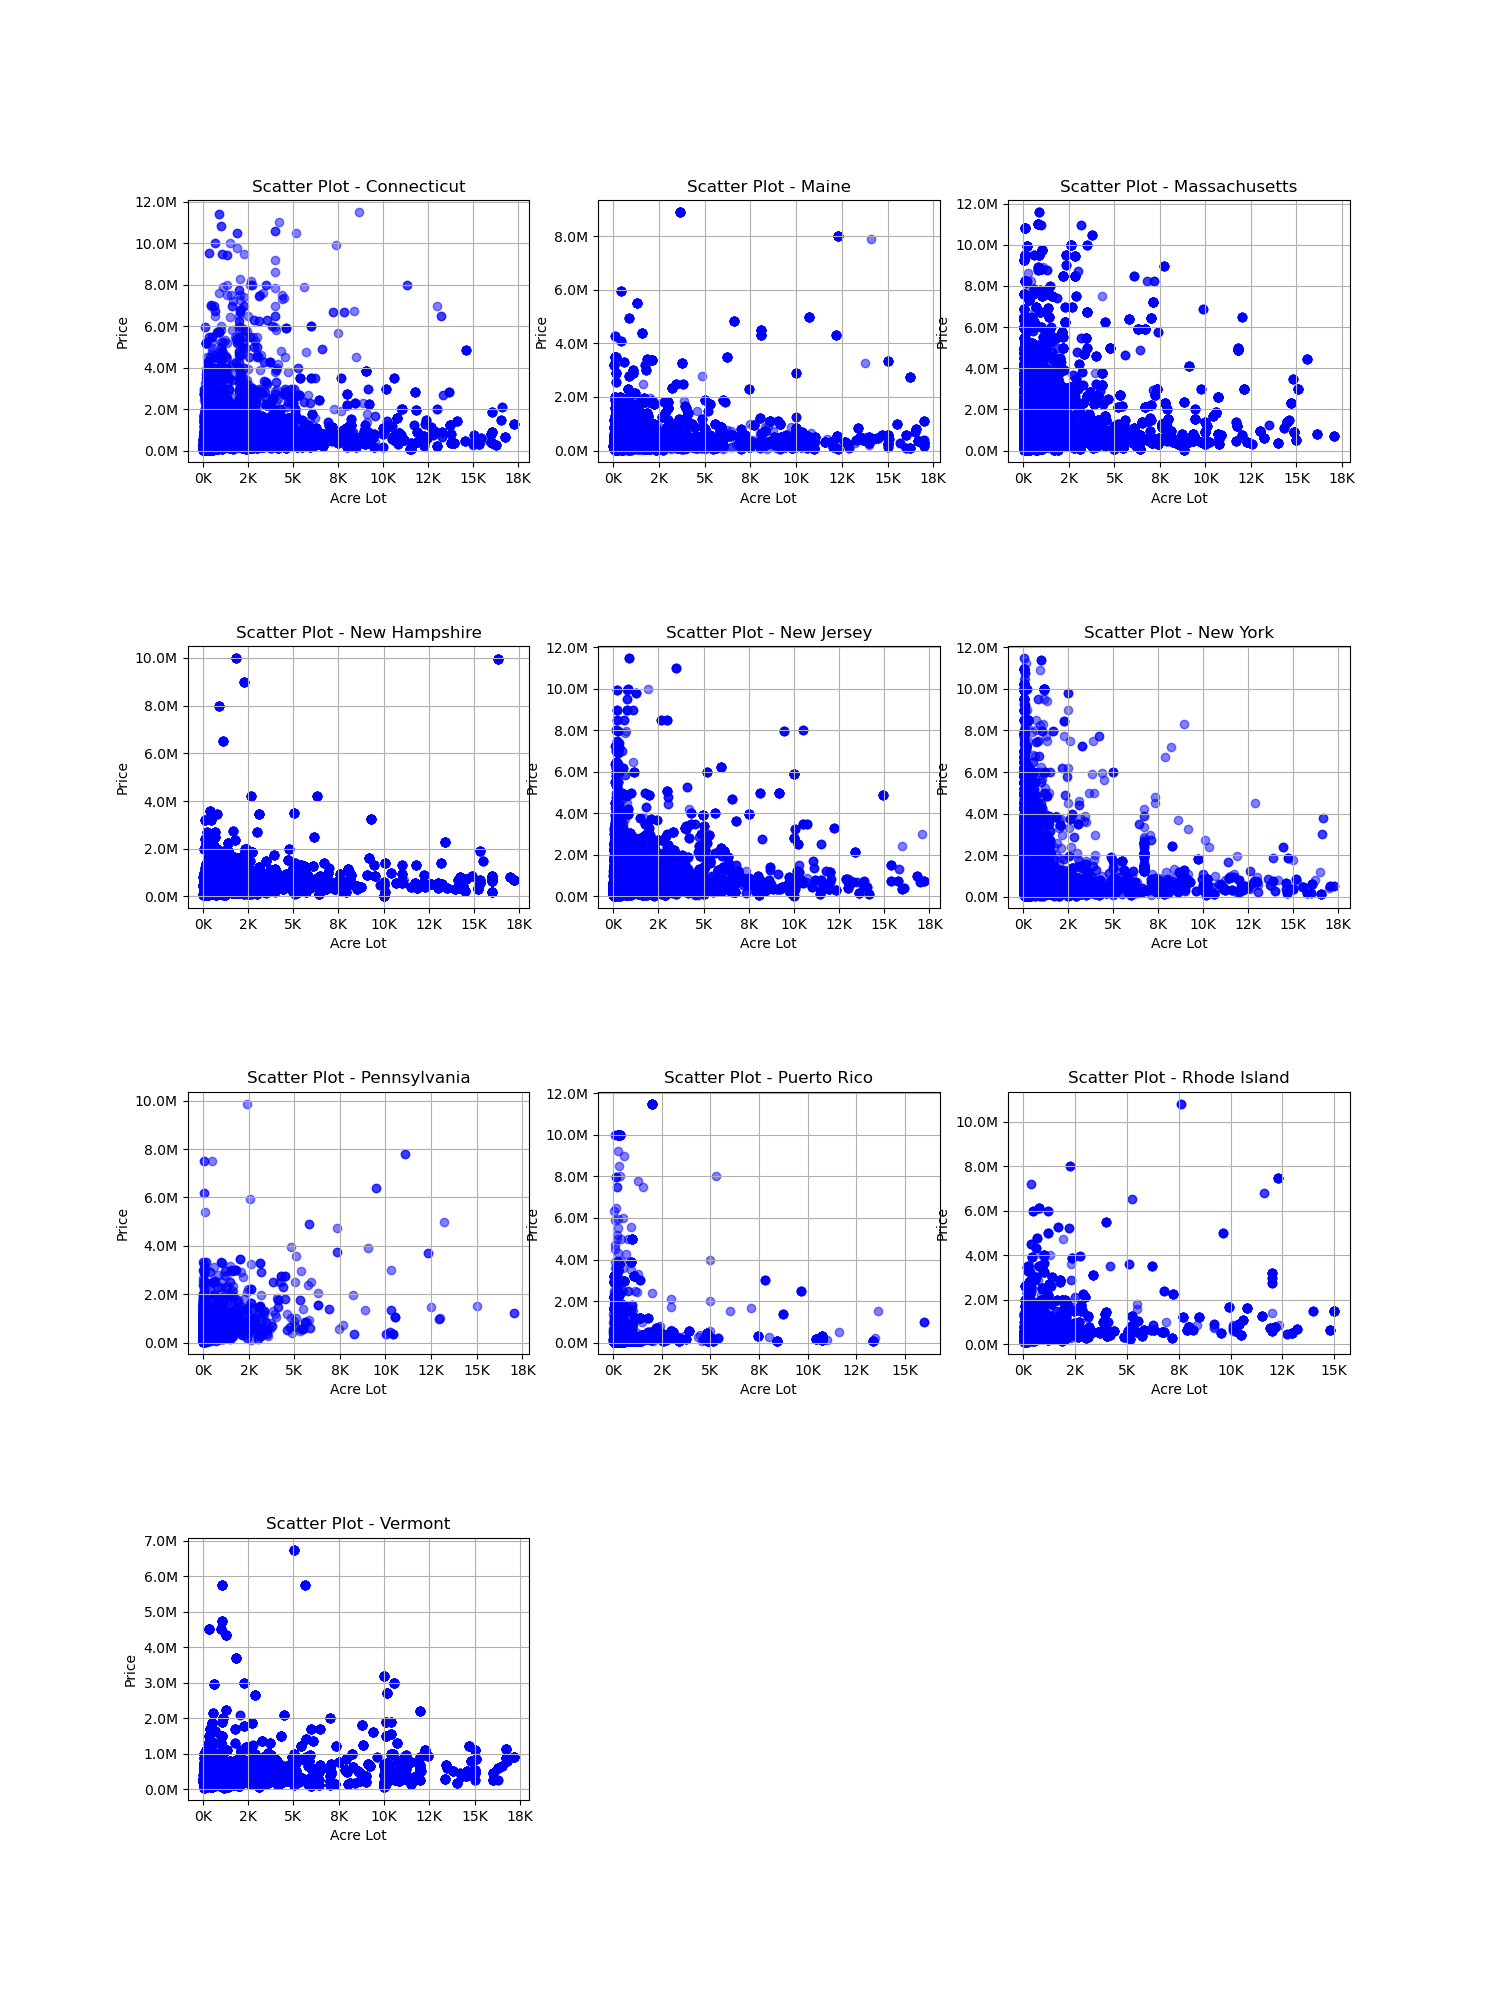 Scatter Plot - Connecticut
12.0M
10.0M
8.0M
6.0M
4.0M
2.0M
0.0M
Price
0K 2K 5K 8K 10K 12K 15K 18K
Acre Lot
Scatter Plot - Maine
8.0M
6.0M
4.0M
2.0M
0.0M
Price
0K 2K 5K 8K 10K 12K 15K 18K
Acre Lot
Scatter Plot - Massachusetts
12.0M
10.0M
8.0M
6.0M
4.0M
2.0M
0.0M
Price
0K 2K 5K 8K 10K 12K 15K 18K
Acre Lot
Scatter Plot - New Hampshire
10.0M
8.0M
6.0M
4.0M
2.0M
0.0M
Price
0K 2K 5K 8K 10K 12K 15K 18K
Acre Lot
Scatter Plot - New Jersey
12.0M
10.0M
8.0M
6.0M
4.0M
2.0M
0.0M
Price
0K 2K 5K 8K 10K 12K 15K 18K
Acre Lot
Scatter Plot - New York
12.0M
10.0M
8.0M
6.0M
4.0M
2.0M
0.0M
Price
0K 2K 5K 8K 10K 12K 15K 18K
Acre Lot
Scatter Plot - Pennsylvania
10.0M
8.0M
6.0M
4.0M
2.0M
0.0M
Price
0K 2K 5K 8K 10K 12K 15K 18K
Acre Lot
Scatter Plot - Puerto Rico
12.0M
10.0M
8.0M
6.0M
4.0M
2.0M
0.0M
Price
0K 2K 5K 8K 10K 12K 15K
Acre Lot
Scatter Plot - Rhode Island
10.0M
8.0M
6.0M
4.0M
2.0M
0.0M
Price
0K 2K 5K 8K 10K 12K 15K
Acre Lot
Scatter Plot - Vermont
7.0M
6.0M
5.0M
4.0M
3.0M
2.0M
1.0M
0.0M
Price
0K 2K 5K 8K 10K 12K 15K 18K
Acre Lot